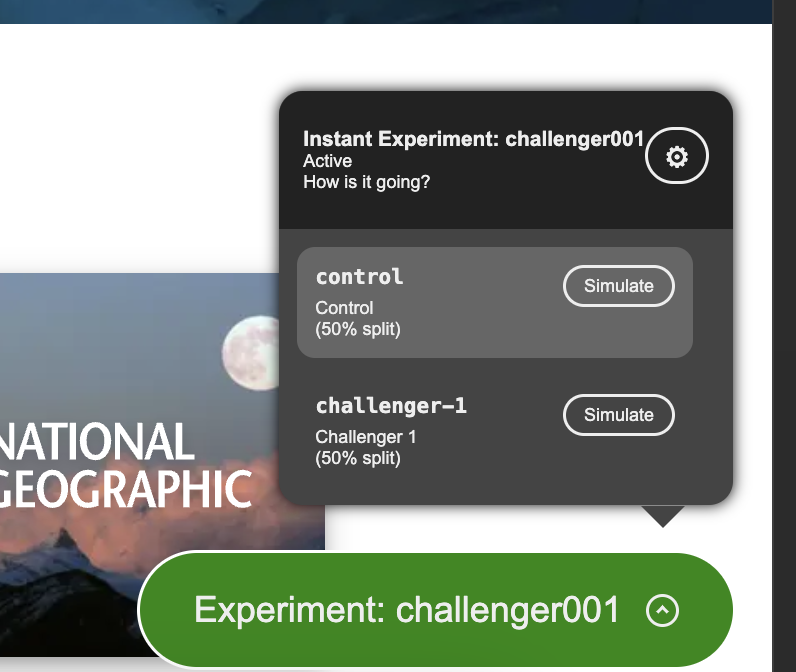 Instant Experiment: challenger001
Active
How is it going?
control
Simulate
Control
(50% split)
challenger-1
Simulate
Challenger 1
(50% split)
NATIONAL
GEOGRAPHIC
Experiment: challenger001